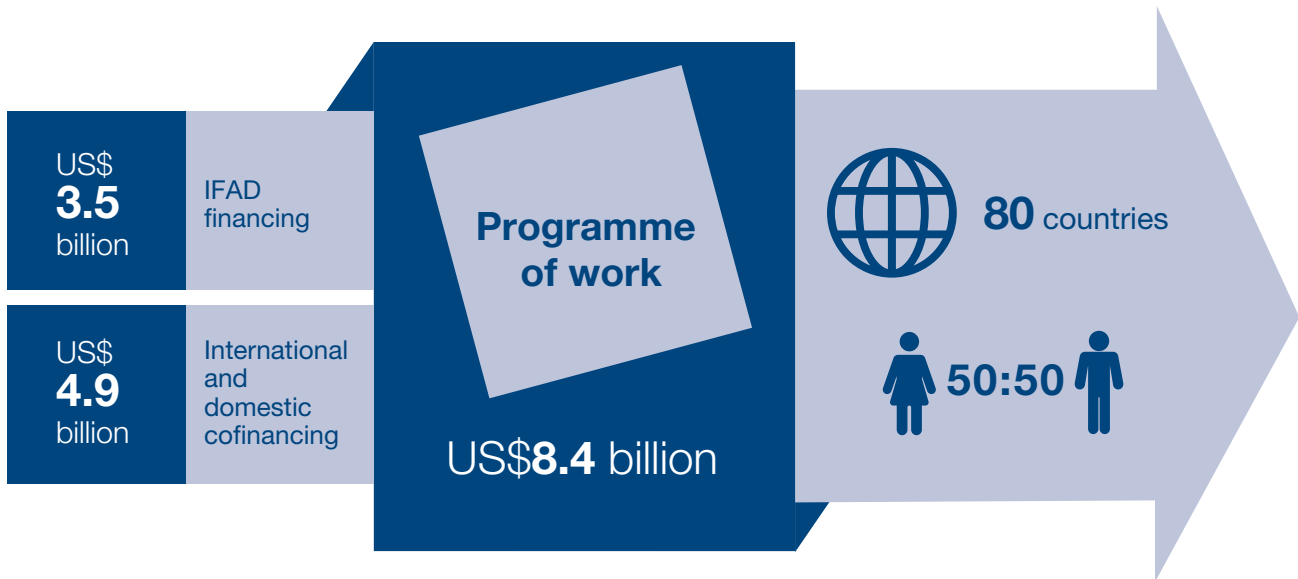 US$
3.5
billion
IFAD
financing
US$
4.9
billion
International
and
domestic
cofinancing
Programme
of work
US$8.4 billion
80 countries
50:50